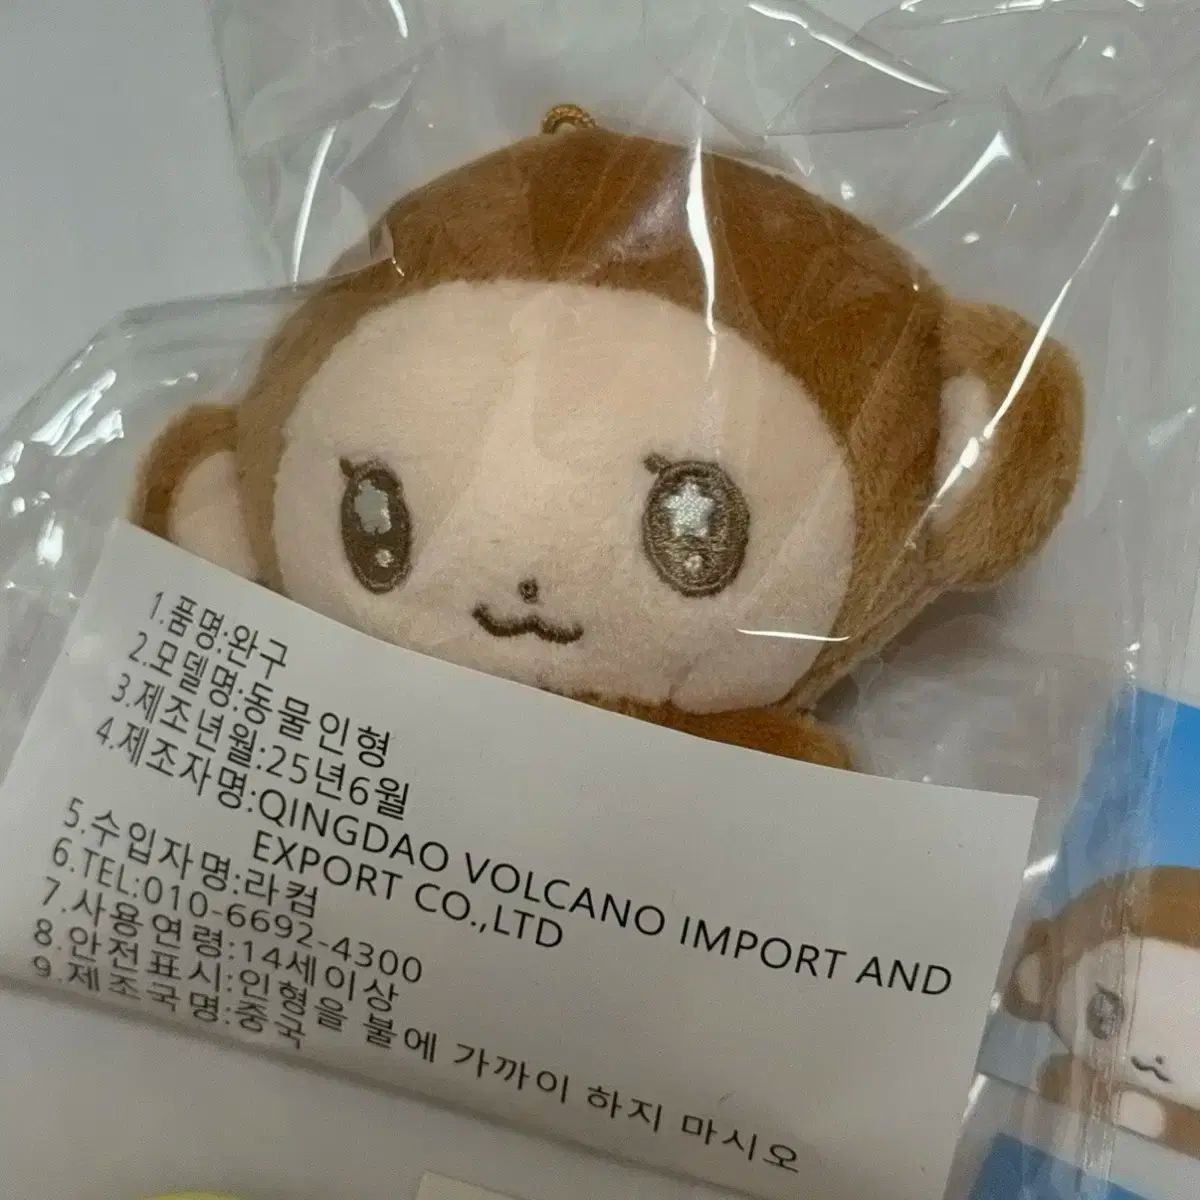 1.품명:완구
2.모델명:동물인형
3.제조년월:25년6월
4.제조자명:QINGDAO VOLCANO IMPORT AND
EXPORT CO.,LTD
5.수입자명:라컴
6.TEL:010-6692-4300
7.사용연령:14세이상
8.안전표시:인형을 불에 가까이 하지 마시오
9.제조국명:중국